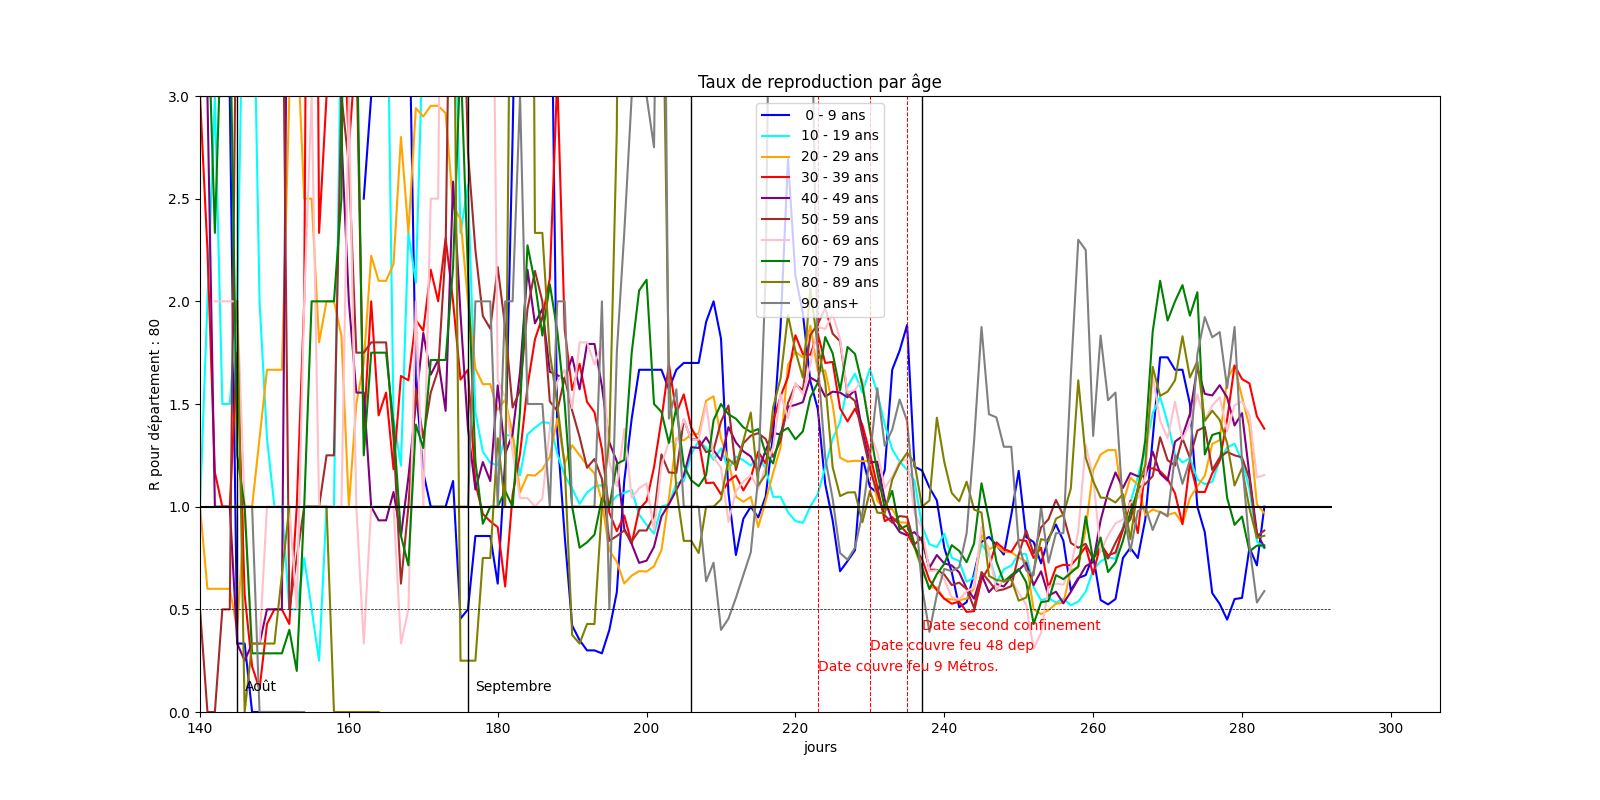 Taux de reproduction par âge
3.0
2.5
2.0
1.5
1.0
0.5
0.0
R pour département : 80
0 - 9 ans
10 - 19 ans
20 - 29 ans
30 - 39 ans
40 - 49 ans
50 - 59 ans
60 - 69 ans
70 - 79 ans
80 - 89 ans
90 ans+
Date second confinement
Date couvre feu 48 dep
Date couvre feu 9 Métros.
Août
Septembre
140 160 180 200 220 240 260 280 300
jours